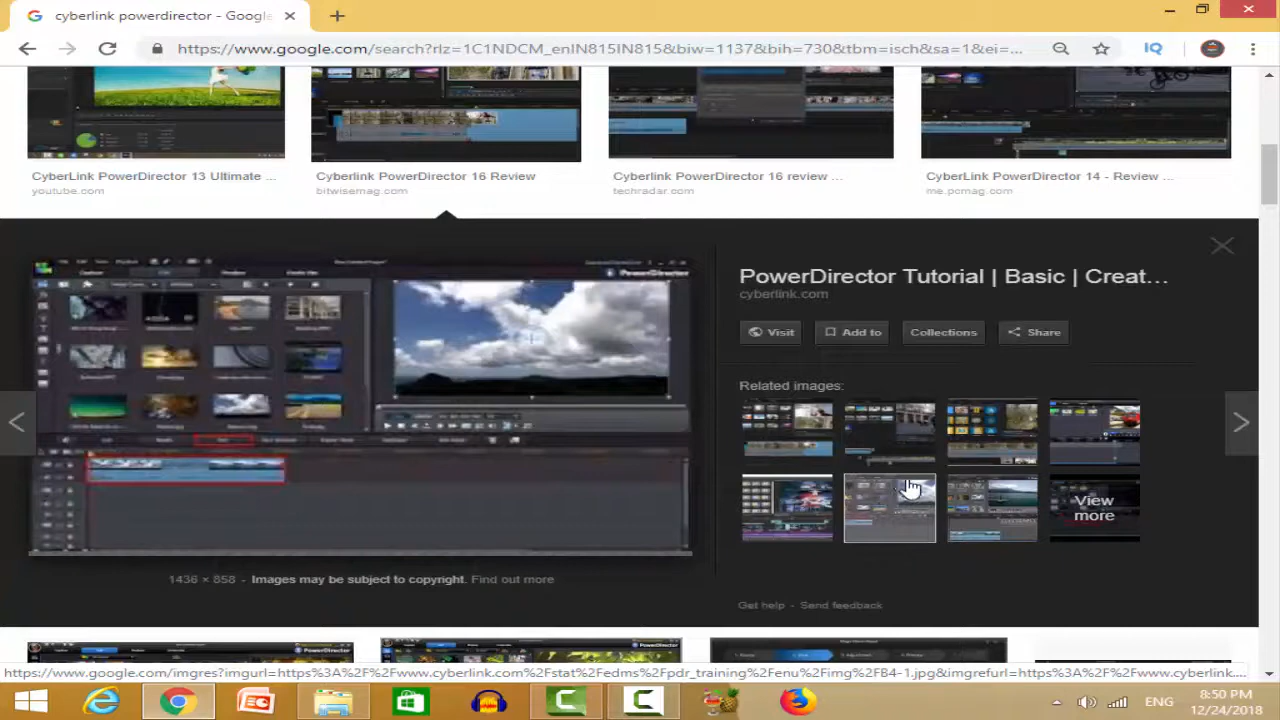 cyberlink powerdirector - Google
https://www.google.com/search?rlz=1C1NDCM_enIN815IN815&biw=1137&bih=730&tbm=isch&sa=1&ei=...
CyberLink PowerDirector 13 Ultimate ...
youtube.com
Cyberlink PowerDirector 16 Review
bitwisemag.com
Cyberlink PowerDirector 16 review ...
techradar.com
CyberLink PowerDirector 14 - Review ...
me.pcmag.com
PowerDirector
PowerDirector Tutorial | Basic | Creat...
cyberlink.com
Visit
Add to
Collections
Share
Related images:
View more
1436 × 858 - Images may be subject to copyright. Find out more
Get help - Send feedback
PowerDirector
PowerDirector
https://www.google.com/imgres?imgurl=https%3A%2F%2Fwww.cyberlink.com%2Fstat%2Fedms%2Fpdr_training%2Fenu%2Fimg%2FB4-1.jpg&imgrefurl=https%3A%2F%2Fwww.cyberlink....
ENG
8:50 PM
12/24/2018